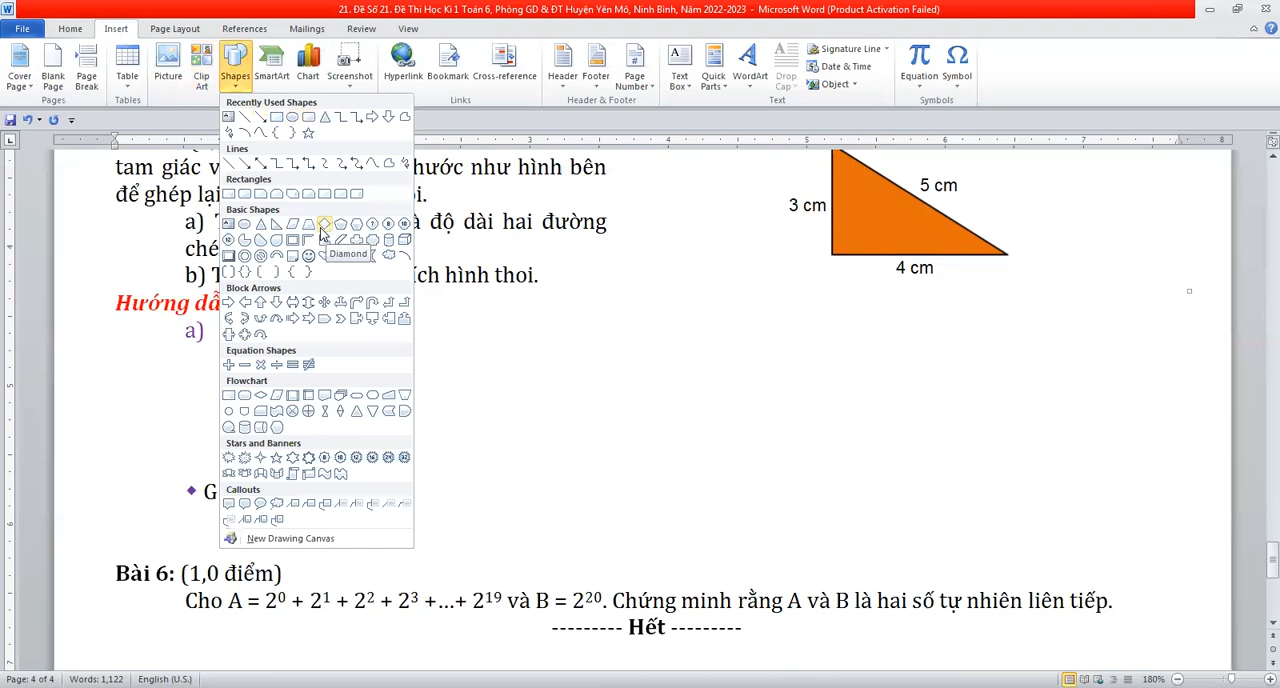 21. Đề Số 21. Đề Thi Học Kì 1 Toán 6, Phòng GD & ĐT Huyện Yên Mô, Ninh Bình, Năm 2022-2023 - Microsoft Word (Product Activation Failed)
File Home Insert Page Layout References Mailings Review View
Cover Page
Blank Page
Page Break
Table
Picture
Clip Art
Shapes
SmartArt
Chart
Screenshot
Hyperlink
Bookmark
Cross-reference
Header
Footer
Page Number
Text Box
Quick Parts
WordArt
Drop Cap
Signature Line
Date & Time
Object
Equation
Symbol
Pages
Tables
Links
Header & Footer
Text
Symbols
Recently Used Shapes
Lines
Rectangles
Basic Shapes
Diamond
Block Arrows
Equation Shapes
Flowchart
Stars and Banners
Callouts
New Drawing Canvas
tam giác v
hước như hình bên
để ghép lại
a)
độ dài hai đường
ché
b) T
ích hình thoi.
Hướng dẫ
a)
G
3 cm
5 cm
4 cm
Bài 6: (1,0 điểm)
Cho A = 2⁰ + 2¹ + 2² + 2³ +...+ 2¹⁹ và B = 2²⁰. Chứng minh rằng A và B là hai số tự nhiên liên tiếp.
--------- Hết ---------
Page: 4 of 4 Words: 1,122 English (U.S.) 180%